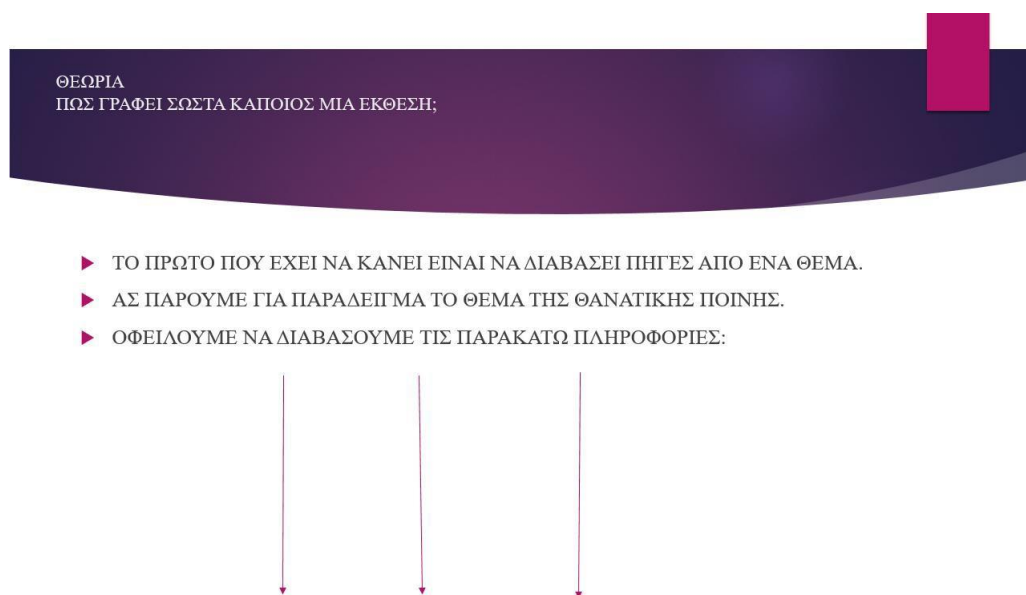 ΘΕΩΡΙΑ
ΠΩΣ ΓΡΑΦΕΙ ΣΩΣΤΑ ΚΑΠΟΙΟΣ ΜΙΑ ΕΚΘΕΣΗ;
ΤΟ ΠΡΩΤΟ ΠΟΥ ΕΧΕΙ ΝΑ ΚΑΝΕΙ ΕΙΝΑΙ ΝΑ ΔΙΑΒΑΣΕΙ ΠΗΓΕΣ ΑΠΟ ΕΝΑ ΘΕΜΑ.
ΑΣ ΠΑΡΟΥΜΕ ΓΙΑ ΠΑΡΑΔΕΙΓΜΑ ΤΟ ΘΕΜΑ ΤΗΣ ΘΑΝΑΤΙΚΗΣ ΠΟΙΝΗΣ.
ΟΦΕΙΛΟΥΜΕ ΝΑ ΔΙΑΒΑΣΟΥΜΕ ΤΙΣ ΠΑΡΑΚΑΤΩ ΠΛΗΡΟΦΟΡΙΕΣ: